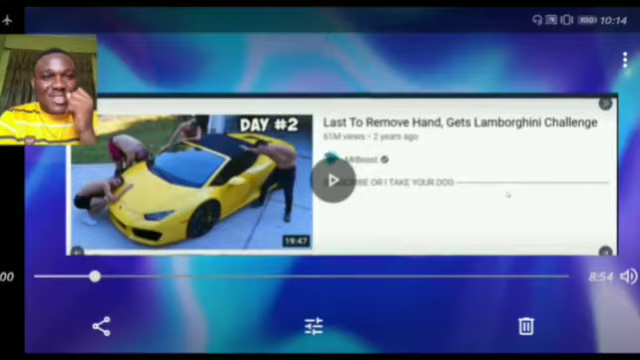 10:14
DAY #2
Last To Remove Hand, Gets Lamborghini Challenge
61M views • 2 years ago
MrBeast
OR I TAKE YOUR DOG
19:47
00
8:54